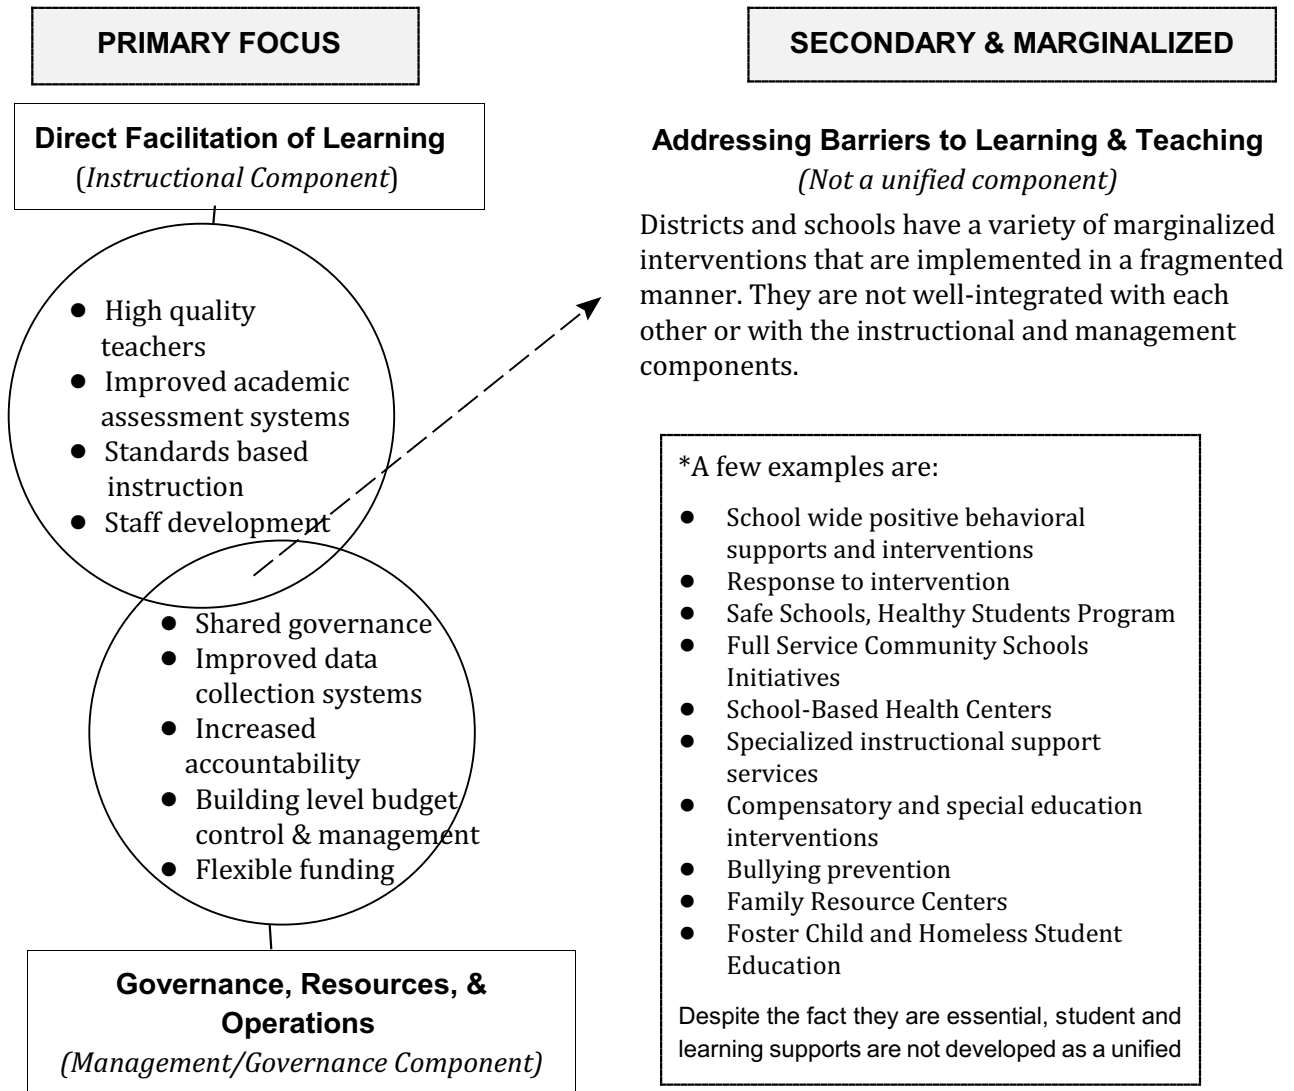 PRIMARY FOCUS
Direct Facilitation of Learning
(Instructional Component)
● High quality
teachers
● Improved academic
assessment systems
● Standards based
instruction
● Staff development
● Shared governance
● Improved data
collection systems
● Increased
accountability
● Building level budget
control & management
● Flexible funding
Governance, Resources, &
Operations
(Management/Governance Component)
SECONDARY & MARGINALIZED
Addressing Barriers to Learning & Teaching
(Not a unified component)
Districts and schools have a variety of marginalized
interventions that are implemented in a fragmented
manner. They are not well-integrated with each
other or with the instructional and management
components.
*A few examples are:
● School wide positive behavioral
supports and interventions
● Response to intervention
● Safe Schools, Healthy Students Program
● Full Service Community Schools
Initiatives
● School-Based Health Centers
● Specialized instructional support
services
● Compensatory and special education
interventions
● Bullying prevention
● Family Resource Centers
● Foster Child and Homeless Student
Education
Despite the fact they are essential, student and
learning supports are not developed as a unified